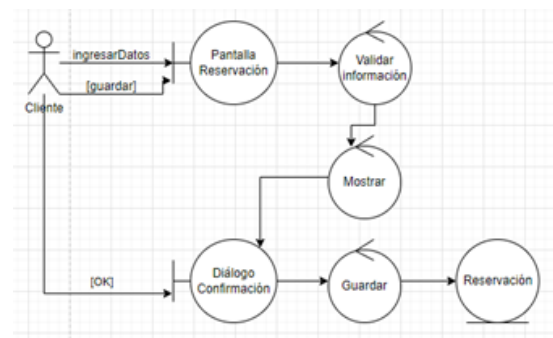 ingresarDatos
[guardar]
Cliente
Pantalla
Reservación
Validar
información
Mostrar
[OK]
Diálogo
Confirmación
Guardar
Reservación